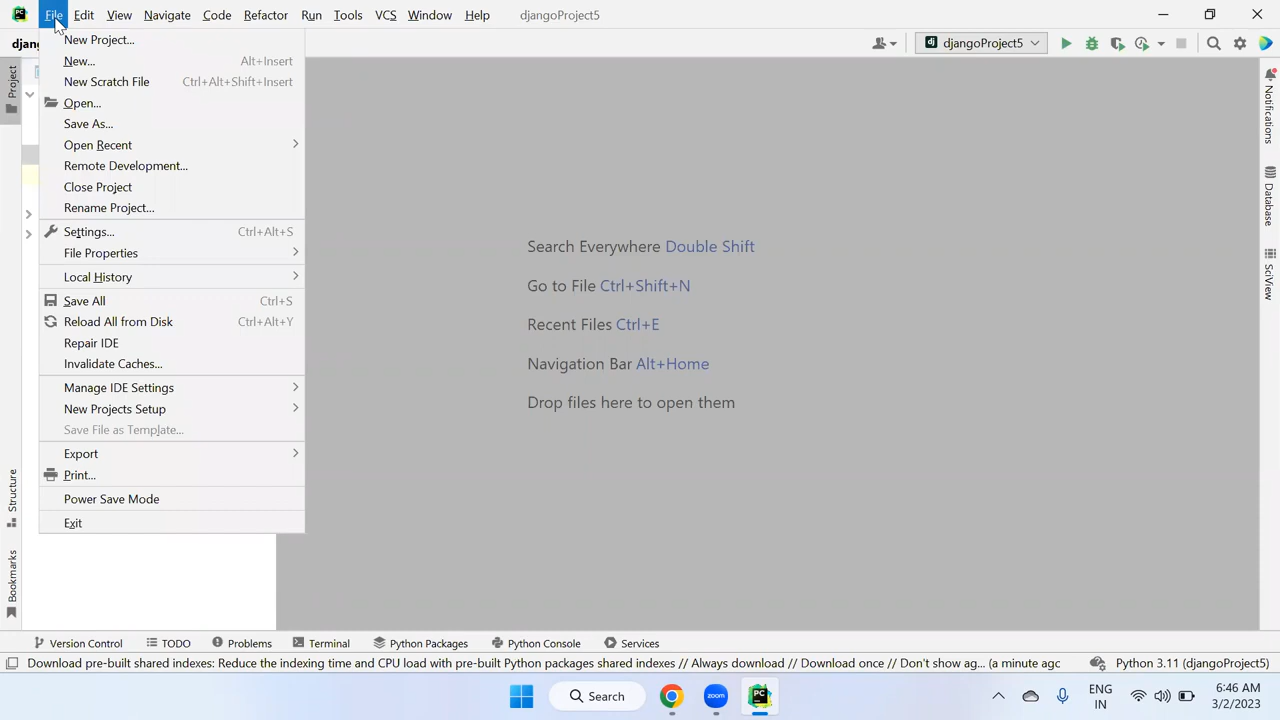 File Edit View Navigate Code Refactor Run Tools VCS Window Help djangoProject5
djang
djangoProject5
New Project...
New... Alt+Insert
New Scratch File Ctrl+Alt+Shift+Insert
Open...
Save As...
Open Recent
Remote Development...
Close Project
Rename Project...
Settings... Ctrl+Alt+S
File Properties
Local History
Save All Ctrl+S
Reload All from Disk Ctrl+Alt+Y
Repair IDE
Invalidate Caches...
Manage IDE Settings
New Projects Setup
Save File as Template...
Export
Print...
Power Save Mode
Exit
Project
Structure
Bookmarks
Search Everywhere Double Shift
Go to File Ctrl+Shift+N
Recent Files Ctrl+E
Navigation Bar Alt+Home
Drop files here to open them
Notifications
Database
SciView
Version Control TODO Problems Terminal Python Packages Python Console Services
Download pre-built shared indexes: Reduce the indexing time and CPU load with pre-built Python packages shared indexes // Always download // Download once // Don't show ag... (a minute ago Python 3.11 (djangoProject5)
Search zoom PC ENG 6:46 AM
IN 3/2/2023